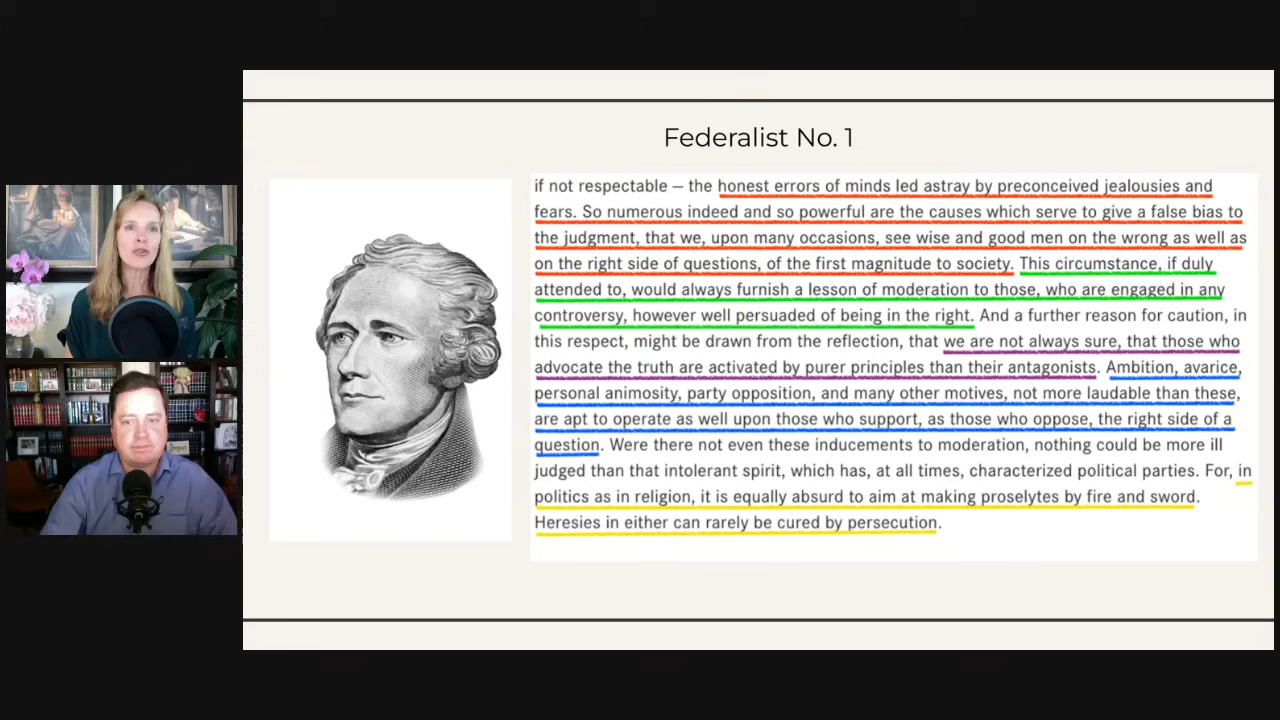 Federalist No. 1
if not respectable — the honest errors of minds led astray by preconceived jealousies and
fears. So numerous indeed and so powerful are the causes which serve to give a false bias to
the judgment, that we, upon many occasions, see wise and good men on the wrong as well as
on the right side of questions, of the first magnitude to society. This circumstance, if duly
attended to, would always furnish a lesson of moderation to those, who are engaged in any
controversy, however well persuaded of being in the right. And a further reason for caution, in
this respect, might be drawn from the reflection, that we are not always sure, that those who
advocate the truth are activated by purer principles than their antagonists. Ambition, avarice,
personal animosity, party opposition, and many other motives, not more laudable than these,
are apt to operate as well upon those who support, as those who oppose, the right side of a
question. Were there not even these inducements to moderation, nothing could be more ill
judged than that intolerant spirit, which has, at all times, characterized political parties. For, in
politics as in religion, it is equally absurd to aim at making proselytes by fire and sword.
Heresies in either can rarely be cured by persecution.